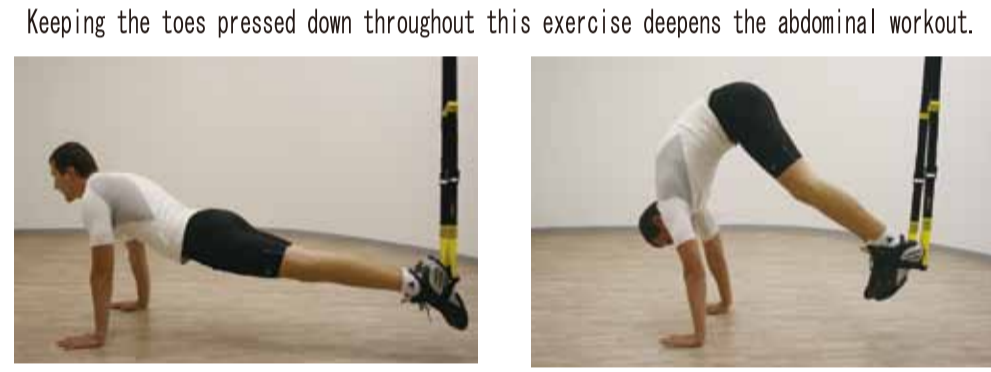 Keeping the toes pressed down throughout this exercise deepens the abdominal workout.